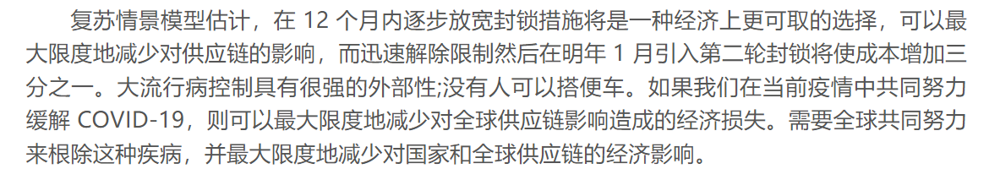 复苏情景模型估计，在 12 个月内逐步放宽封锁措施将是一种经济上更可取的选择，可以最
大限度地减少对供应链的影响，而迅速解除限制然后在明年 1 月引入第二轮封锁将使成本增加三
分之一。大流行病控制具有很强的外部性;没有人可以搭便车。如果我们在当前疫情中共同努力
缓解 COVID-19，则可以最大限度地减少对全球供应链影响造成的经济损失。需要全球共同努力
来根除这种疾病，并最大限度地减少对国家和全球供应链的经济影响。